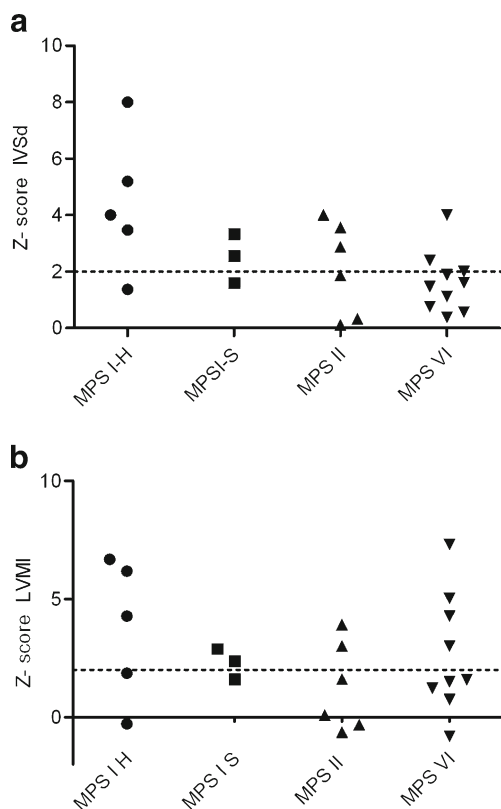 a
10
8
6
4
2
0
Z- score IVSd
MPS I-H
MPSI-S
MPS II
MPS VI
b
10
5
0
Z- score LVMI
MPS I H
MPS I S
MPS II
MPS VI